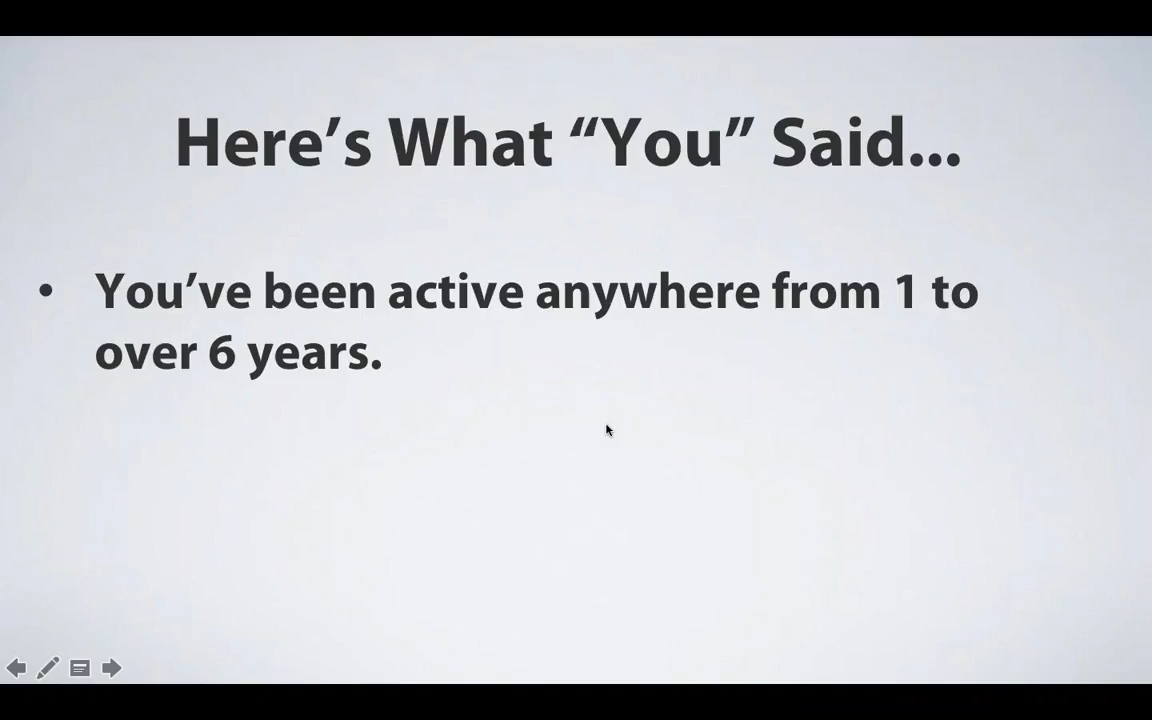 Here’s What “You” Said...
• You’ve been active anywhere from 1 to
over 6 years.